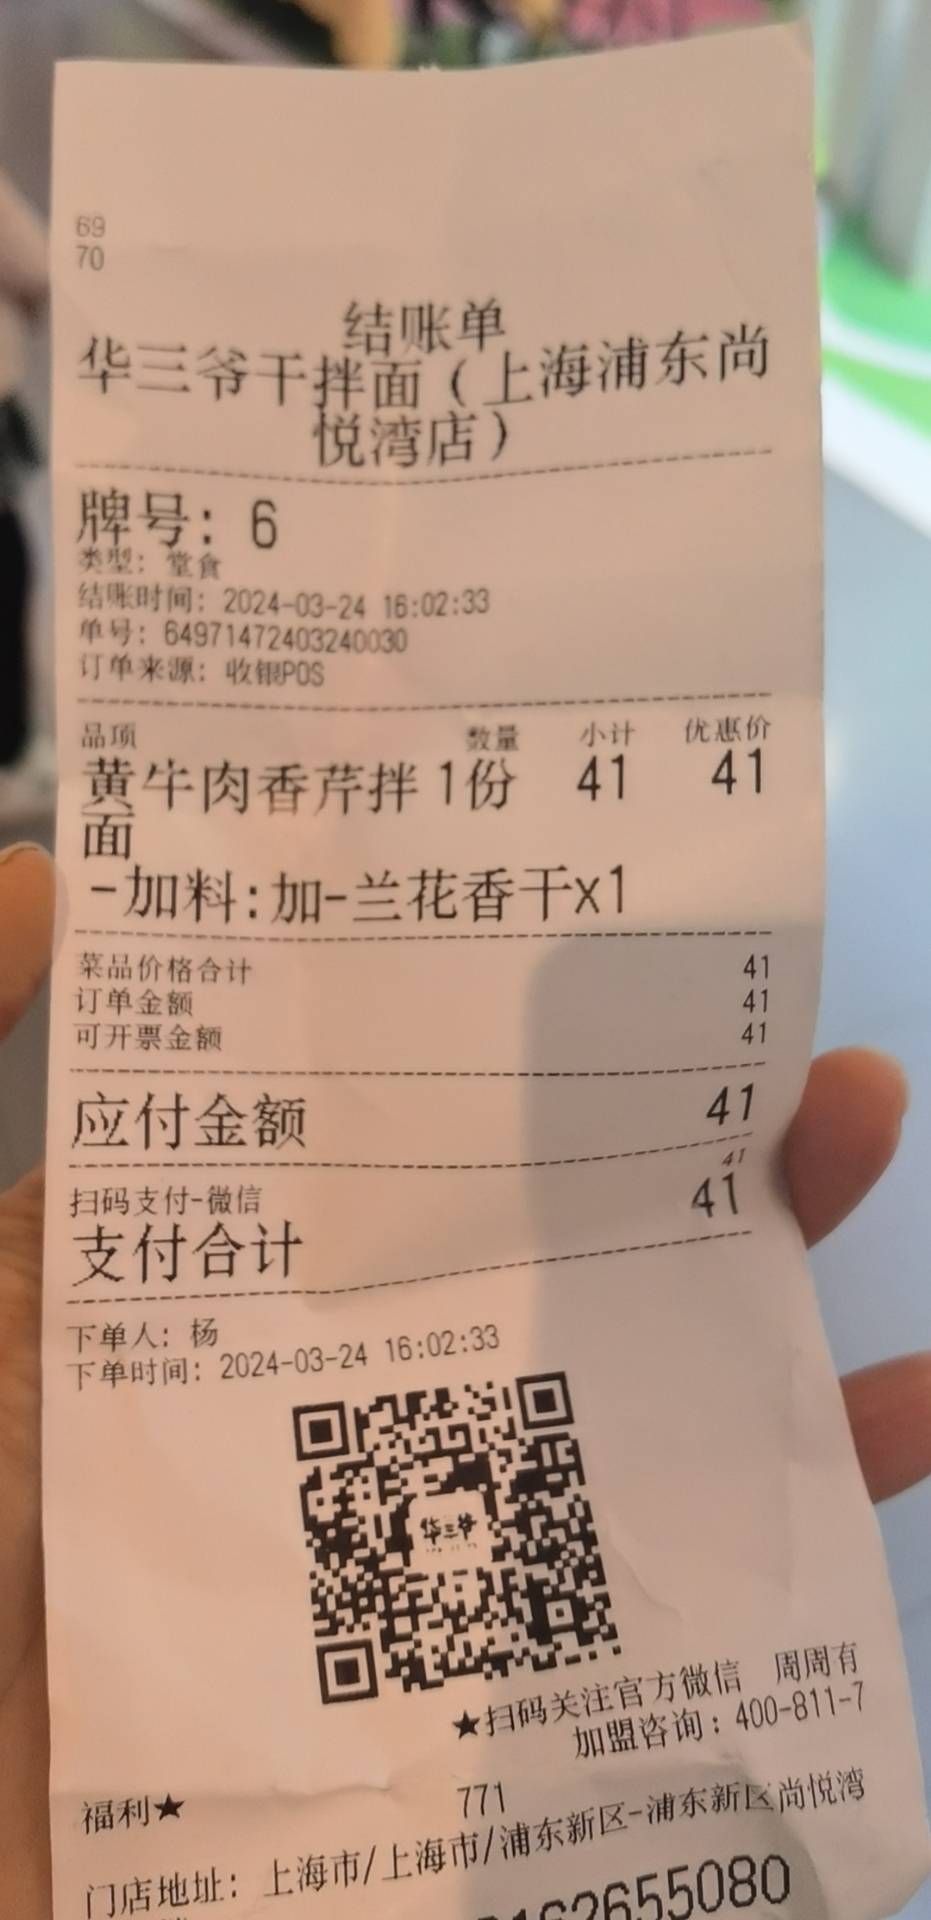 69
70
结账单
华三爷干拌面（上海浦东尚
悦湾店）
牌号: 6
类型: 堂食
结账时间: 2024-03-24 16:02:33
单号: 64971472403240030
订单来源: 收银POS
品项 数量 小计 优惠价
黄牛肉香芹拌 1份 41 41
面
-加料:加-兰花香干x1
菜品价格合计 41
订单金额 41
可开票金额 41
应付金额 41
扫码支付-微信 41
支付合计 41
下单人: 杨
下单时间: 2024-03-24 16:02:33
华三爷
★扫码关注官方微信 周周有
福利★
加盟咨询: 400-811-7
771
门店地址: 上海市/上海市/浦东新区-浦东新区尚悦湾